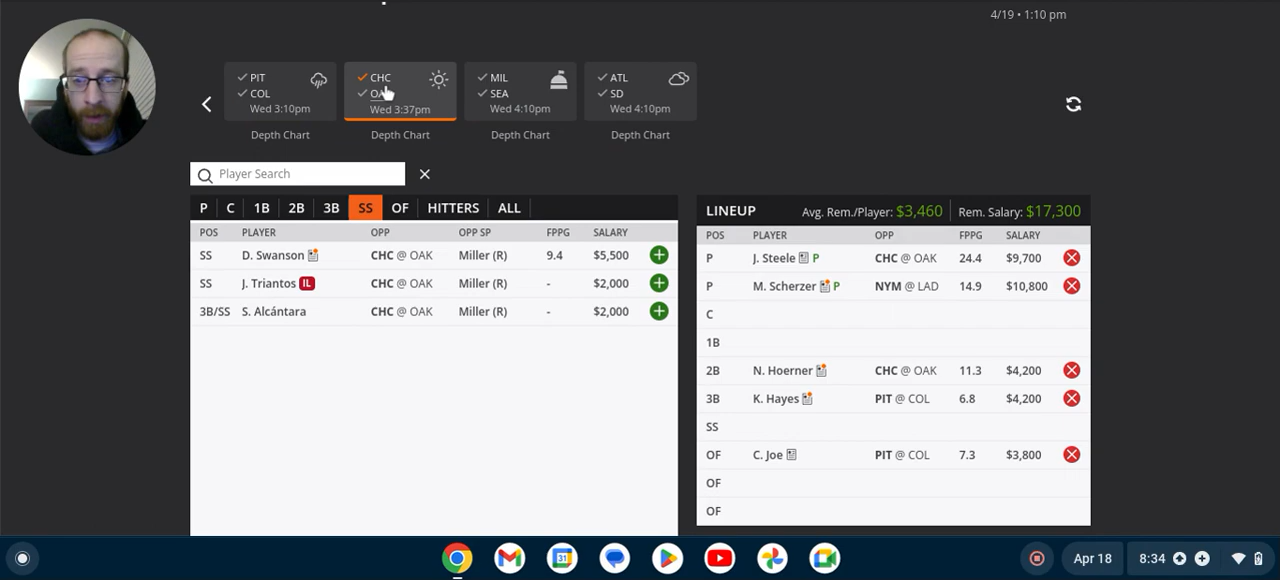 4/19 • 1:10 pm
PIT
COL
Wed 3:10pm
CHC
Wed 3:37pm
MIL
SEA
Wed 4:10pm
ATL
SD
Wed 4:10pm
Depth Chart
Depth Chart
Depth Chart
Depth Chart
Player Search
P C 1B 2B 3B SS OF HITTERS ALL
POS PLAYER OPP OPP SP FPPG SALARY
SS D. Swanson CHC @ OAK Miller (R) 9.4 $5,500
SS J. Triantos IL CHC @ OAK Miller (R) - $2,000
3B/SS S. Alcántara CHC @ OAK Miller (R) - $2,000
LINEUP Avg. Rem./Player: $3,460 Rem. Salary: $17,300
POS PLAYER OPP FPPG SALARY
P J. Steele P CHC @ OAK 24.4 $9,700
P M. Scherzer P NYM @ LAD 14.9 $10,800
C
1B
2B N. Hoerner CHC @ OAK 11.3 $4,200
3B K. Hayes PIT @ COL 6.8 $4,200
SS
OF C. Joe PIT @ COL 7.3 $3,800
OF
OF
31
Apr 18
8:34